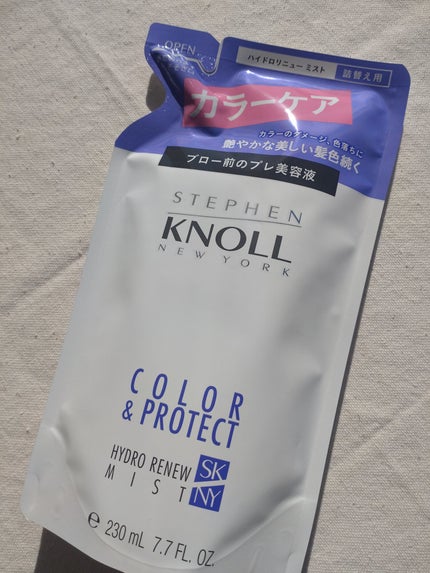 OPEN
ハイドロリニュー ミスト
詰替え用
カラーケア
カラーのダメージ、色落ちに
艶やかな美しい髪色続く
ブロー前のプレ美容液
STEPHEN
KNOLL
NEW YORK
COLOR
& PROTECT
HYDRO RENEW
MIST
SK
NY
e 230 mL 7.7 FL. OZ.